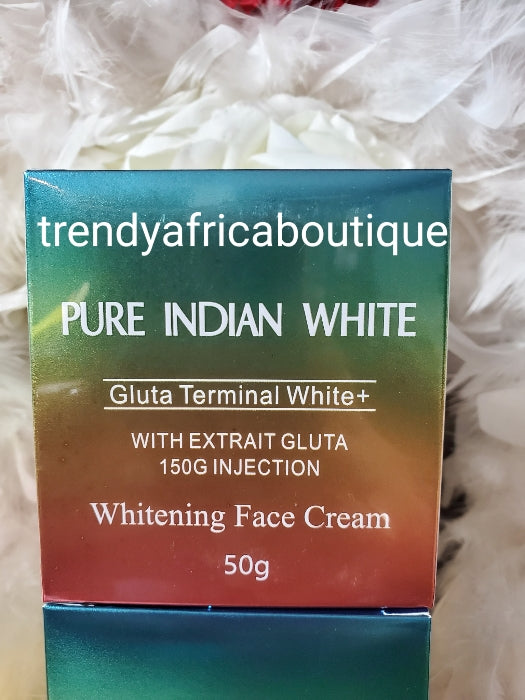 trendyafricaboutique
PURE INDIAN WHITE
Gluta Terminal White+
WITH EXTRAIT GLUTA
150G INJECTION
Whitening Face Cream
50g